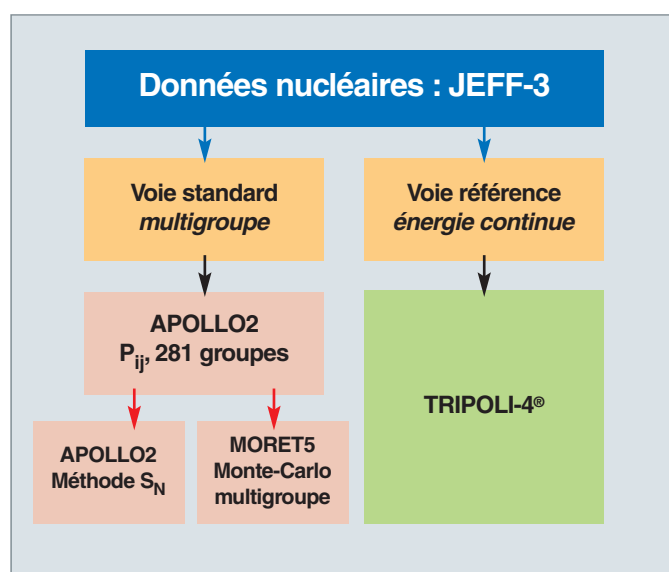 Données nucléaires : JEFF-3
Voie standard
multigroupe
Voie référence
énergie continue
APOLLO2
Pij, 281 groupes
TRIPOLI-4®
APOLLO2
Méthode SN
MORET5
Monte-Carlo
multigroupe